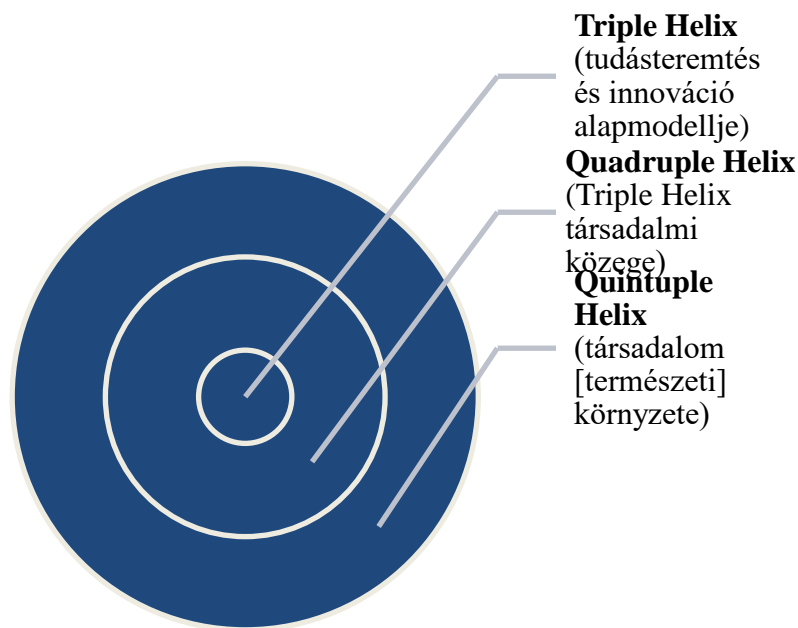 Triple Helix
(tudásteremtés
és innováció
alapmodellje)
Quadruple Helix
(Triple Helix
társadalmi
közege)
Quintuple
Helix
(társadalom
[természeti]
környzete)